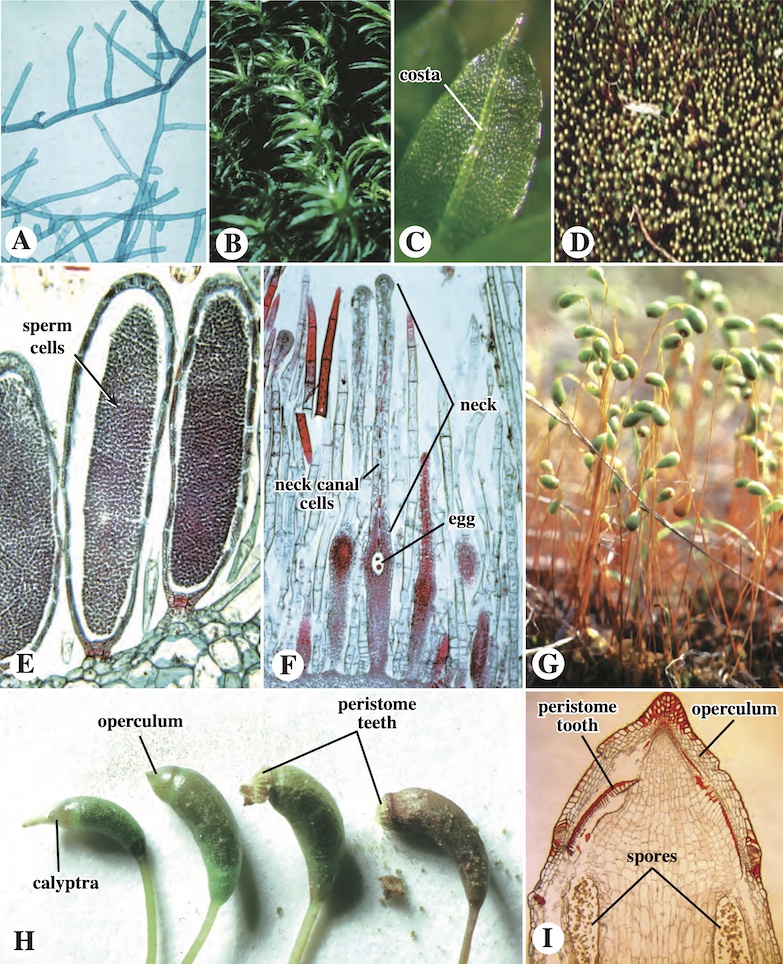 costa
A
B
C
D
sperm
cells
neck
neck canal
cells
egg
E
F
G
operculum
peristome
teeth
calyptra
H
peristome
tooth
operculum
spores
I